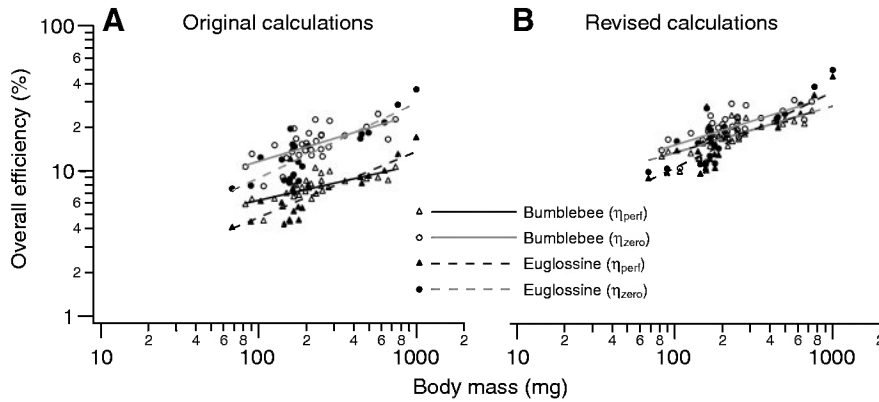 A Original calculations
B Revised calculations
Overall efficiency (%)
100
6
4
2
10
6
4
2
1
Bumblebee (ηperf)
Bumblebee (ηzero)
Euglossine (ηperf)
Euglossine (ηzero)
2 4 6 8 2 4 6 8 2
10 100 1000
2 4 6 8 2 4 6 8 2
10 100 1000
Body mass (mg)